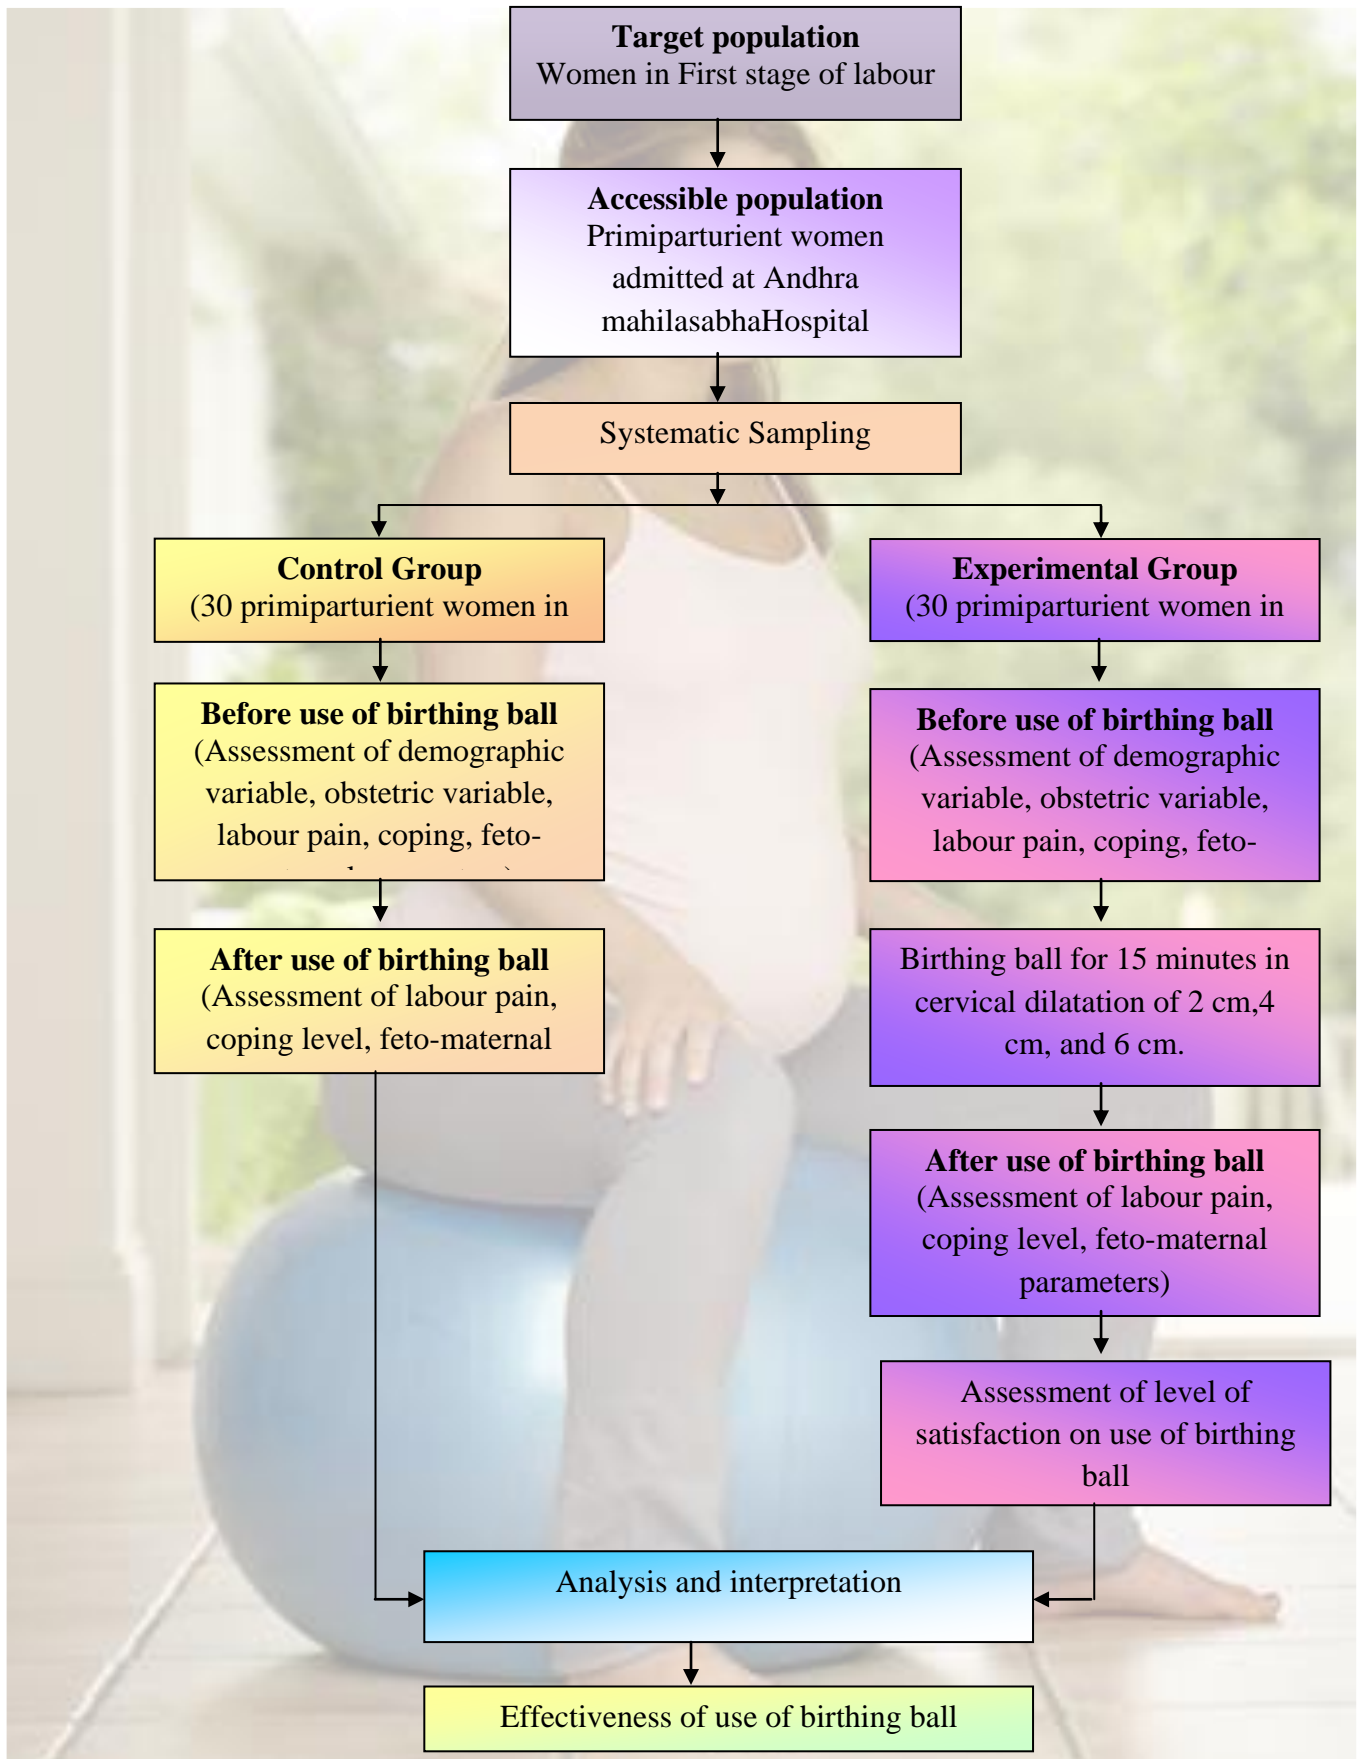 Target population
Women in First stage of labour
Accessible population
Primiparturient women
admitted at Andhra
mahilasabhaHospital
Systematic Sampling
Control Group
(30 primiparturient women in
Experimental Group
(30 primiparturient women in
Before use of birthing ball
(Assessment of demographic
variable, obstetric variable,
labour pain, coping, feto-
Before use of birthing ball
(Assessment of demographic
variable, obstetric variable,
labour pain, coping, feto-
After use of birthing ball
(Assessment of labour pain,
coping level, feto-maternal
Birthing ball for 15 minutes in
cervical dilatation of 2 cm,4
cm, and 6 cm.
After use of birthing ball
(Assessment of labour pain,
coping level, feto-maternal
parameters)
Assessment of level of
satisfaction on use of birthing
ball
Analysis and interpretation
Effectiveness of use of birthing ball